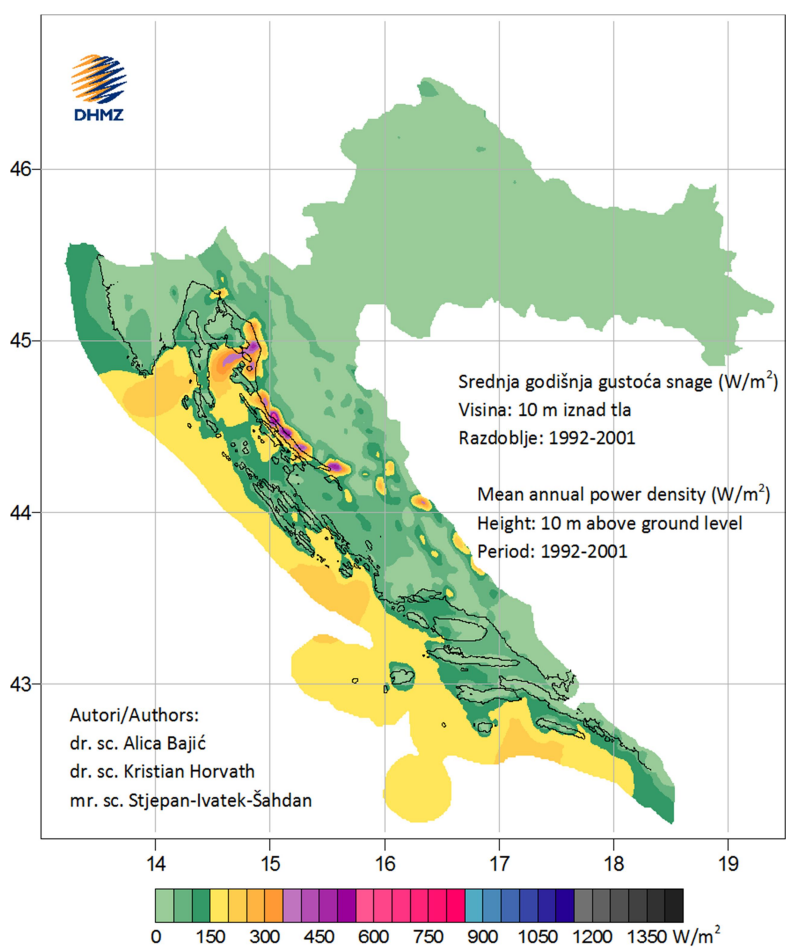 DHMZ
46
45
44
43
Srednja godišnja gustoća snage (W/m²)
Visina: 10 m iznad tla
Razdoblje: 1992-2001
Mean annual power density (W/m²)
Height: 10 m above ground level
Period: 1992-2001
Autori/Authors:
dr. sc. Alica Bajić
dr. sc. Kristian Horvath
mr. sc. Stjepan-Ivatek-Šahdan
14 15 16 17 18 19
0 150 300 450 600 750 900 1050 1200 1350 W/m²